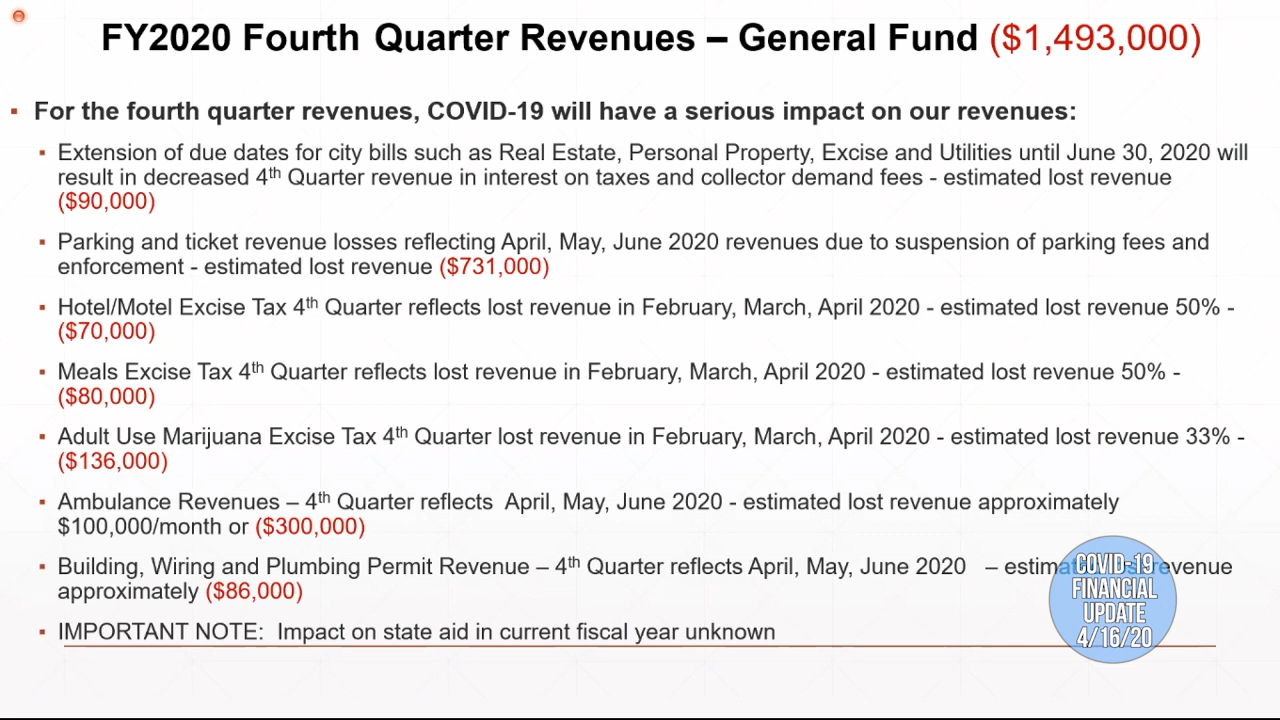 FY2020 Fourth Quarter Revenues – General Fund ($1,493,000)
▪ For the fourth quarter revenues, COVID-19 will have a serious impact on our revenues:
▪ Extension of due dates for city bills such as Real Estate, Personal Property, Excise and Utilities until June 30, 2020 will
result in decreased 4th Quarter revenue in interest on taxes and collector demand fees - estimated lost revenue
($90,000)
▪ Parking and ticket revenue losses reflecting April, May, June 2020 revenues due to suspension of parking fees and
enforcement - estimated lost revenue ($731,000)
▪ Hotel/Motel Excise Tax 4th Quarter reflects lost revenue in February, March, April 2020 - estimated lost revenue 50% -
($70,000)
▪ Meals Excise Tax 4th Quarter reflects lost revenue in February, March, April 2020 - estimated lost revenue 50% -
($80,000)
▪ Adult Use Marijuana Excise Tax 4th Quarter lost revenue in February, March, April 2020 - estimated lost revenue 33% -
($136,000)
▪ Ambulance Revenues – 4th Quarter reflects  April, May, June 2020 - estimated lost revenue approximately
$100,000/month or ($300,000)
▪ Building, Wiring and Plumbing Permit Revenue – 4th Quarter reflects April, May, June 2020   – estimated lost revenue
approximately ($86,000)
▪ IMPORTANT NOTE:  Impact on state aid in current fiscal year unknown
COVID-19
FINANCIAL
UPDATE
4/16/20